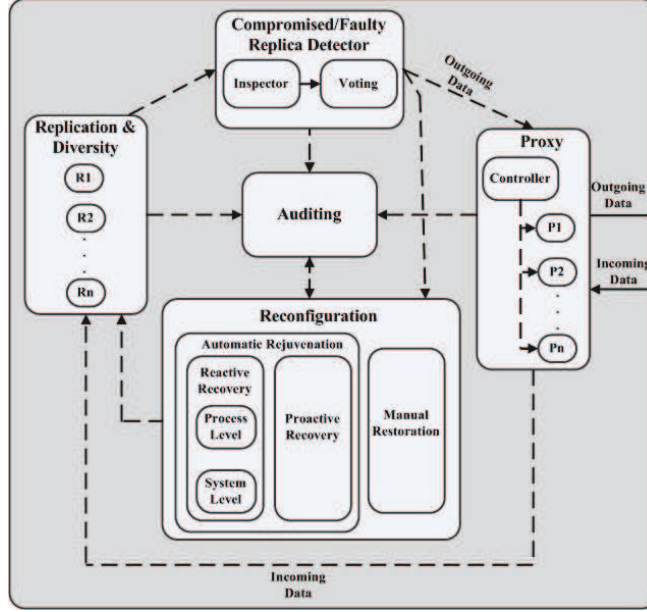 Compromised/Faulty
Replica Detector
Inspector
Voting
Outgoing
Data
Replication &
Diversity
R1
R2
.
.
.
Rn
Auditing
Proxy
Controller
P1
P2
.
.
.
Pn
Outgoing
Data
Incoming
Data
Reconfiguration
Automatic Rejuvenation
Reactive
Recovery
Process
Level
System
Level
Proactive
Recovery
Manual
Restoration
Incoming
Data